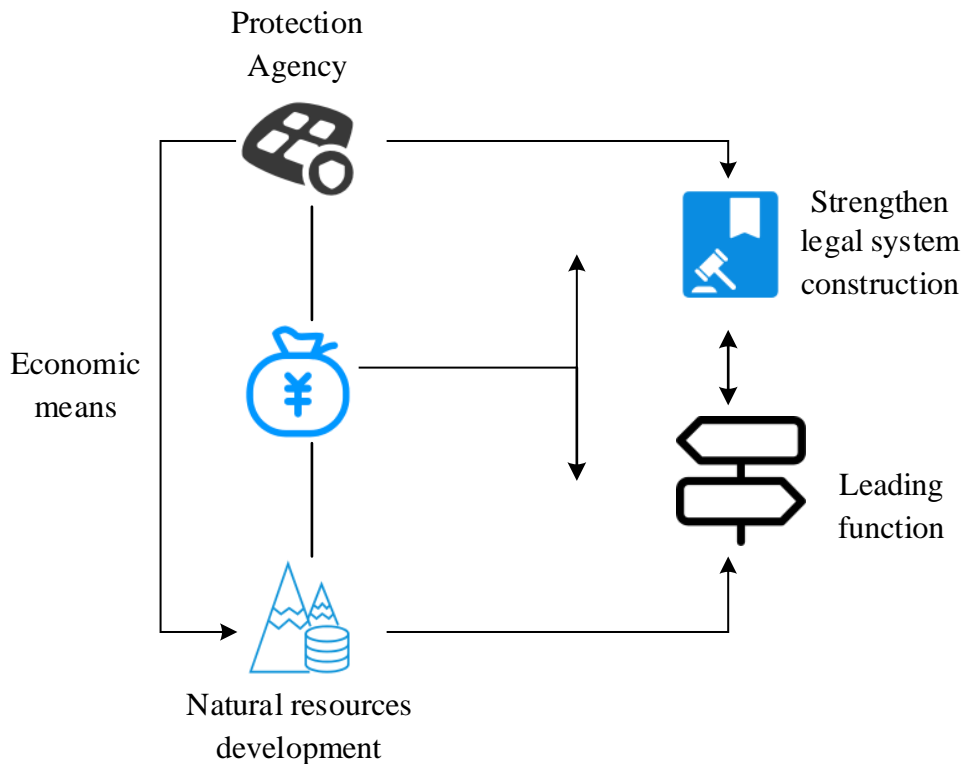 Protection
Agency
Strengthen
legal system
construction
Economic
means
¥
Leading
function
Natural resources
development